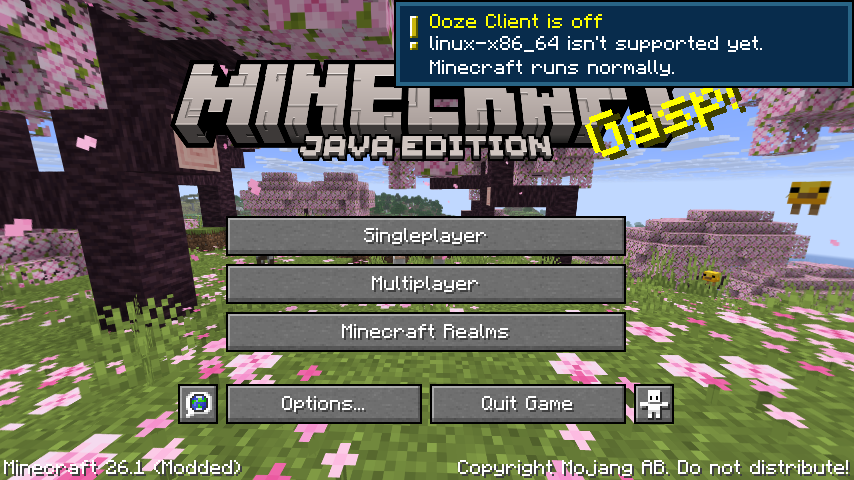 Ooze Client is off
linux-x86_64 isn't supported yet.
Minecraft runs normally.
MINECRAFT
JAVA EDITION
Gasp!
Singleplayer
Multiplayer
Minecraft Realms
Options...
Quit Game
Minecraft 26.1 (Modded)
Copyright Mojang AB. Do not distribute!